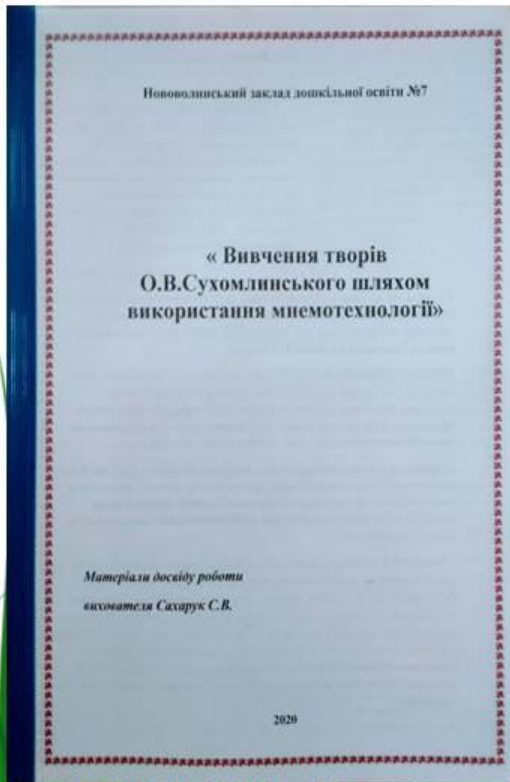 Нововолинський заклад дошкільної освіти №7
« Вивчення творів
О.В.Сухомлинського шляхом
використання мнемотехнології»
Матеріали досвіду роботи
вихователя Сахарук С.В.
2020